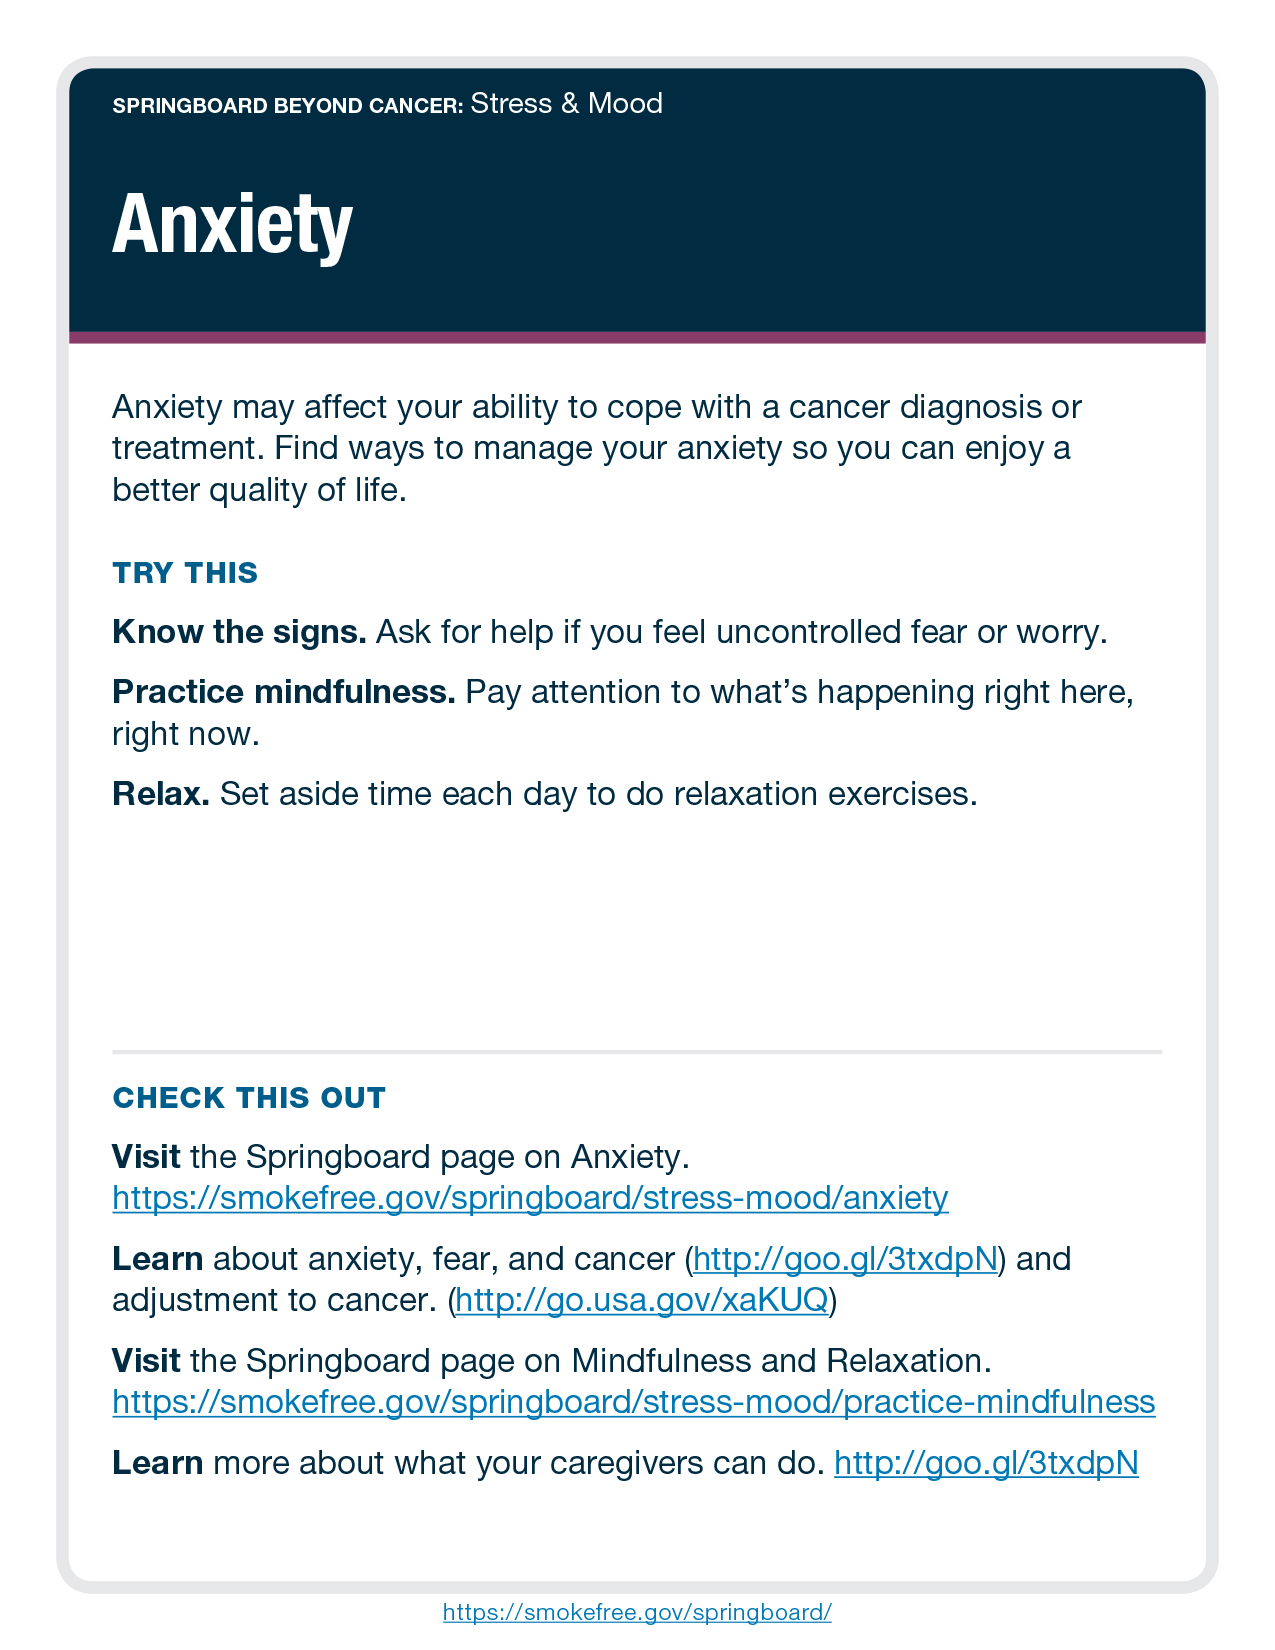 SPRINGBOARD BEYOND CANCER: Stress & Mood
Anxiety
Anxiety may affect your ability to cope with a cancer diagnosis or
treatment. Find ways to manage your anxiety so you can enjoy a
better quality of life.
TRY THIS
Know the signs. Ask for help if you feel uncontrolled fear or worry.
Practice mindfulness. Pay attention to what’s happening right here,
right now.
Relax. Set aside time each day to do relaxation exercises.
CHECK THIS OUT
Visit the Springboard page on Anxiety.
https://smokefree.gov/springboard/stress-mood/anxiety
Learn about anxiety, fear, and cancer (http://goo.gl/3txdpN) and
adjustment to cancer. (http://go.usa.gov/xaKUQ)
Visit the Springboard page on Mindfulness and Relaxation.
https://smokefree.gov/springboard/stress-mood/practice-mindfulness
Learn more about what your caregivers can do. http://goo.gl/3txdpN
https://smokefree.gov/springboard/